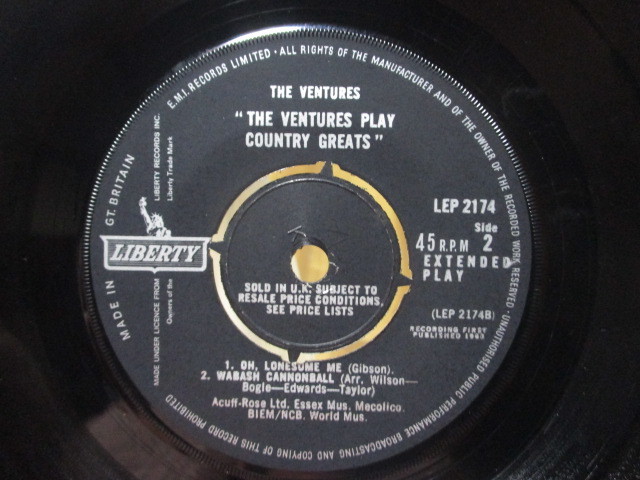 E.M.I. RECORDS LIMITED · ALL RIGHTS OF THE MANUFACTURER AND OF THE OWNER OF THE RECORDED WORK RESERVED · UNAUTHORISED PUBLIC PERFORMANCE BROADCASTING AND COPYING OF THIS RECORD PROHIBITED
MADE IN GT. BRITAIN
THE VENTURES
"THE VENTURES PLAY
COUNTRY GREATS"
LIBERTY RECORDS INC.
Liberty Trade Mark
LIBERTY
MADE UNDER LICENCE FROM
Owners of the
LEP 2174
Side
45 R.P.M 2
EXTENDED
PLAY
SOLD IN U.K. SUBJECT TO
RESALE PRICE CONDITIONS,
SEE PRICE LISTS
(LEP 2174B)
RECORDING FIRST
PUBLISHED 1963
1. OH, LONESOME ME (Gibson).
2. WABASH CANNONBALL (Arr. Wilson—
Bogle—Edwards—Taylor)
Acuff-Rose Ltd. Essex Mus. Mecolico.
BIEM/NCB. World Mus.